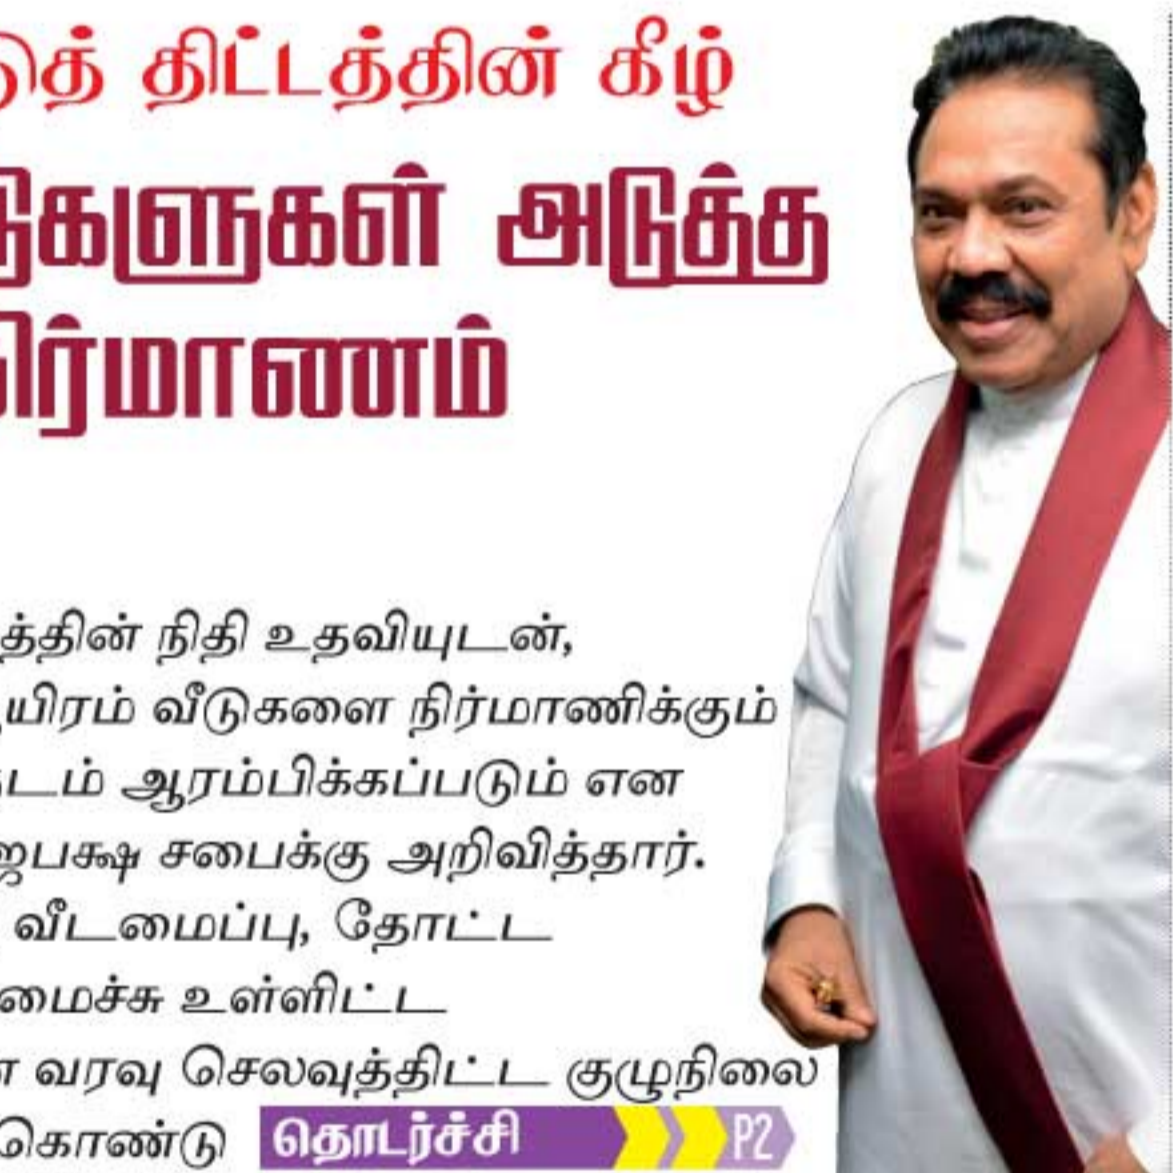 டுத் திட்டத்தின் கீழ்
டுகளுகள் அடுத்த
நிர்மாணம்
த்தின் நிதி உதவியுடன்,
யிரம் வீடுகளை நிர்மாணிக்கும்
டம் ஆரம்பிக்கப்படும் என
ஜபக்ஷ சபைக்கு அறிவித்தார்.
வீடமைப்பு, தோட்ட
மைச்சு உள்ளிட்ட
வரவு செலவுத்திட்ட குழுநிலை
கொண்டு தொடர்ச்சி P2